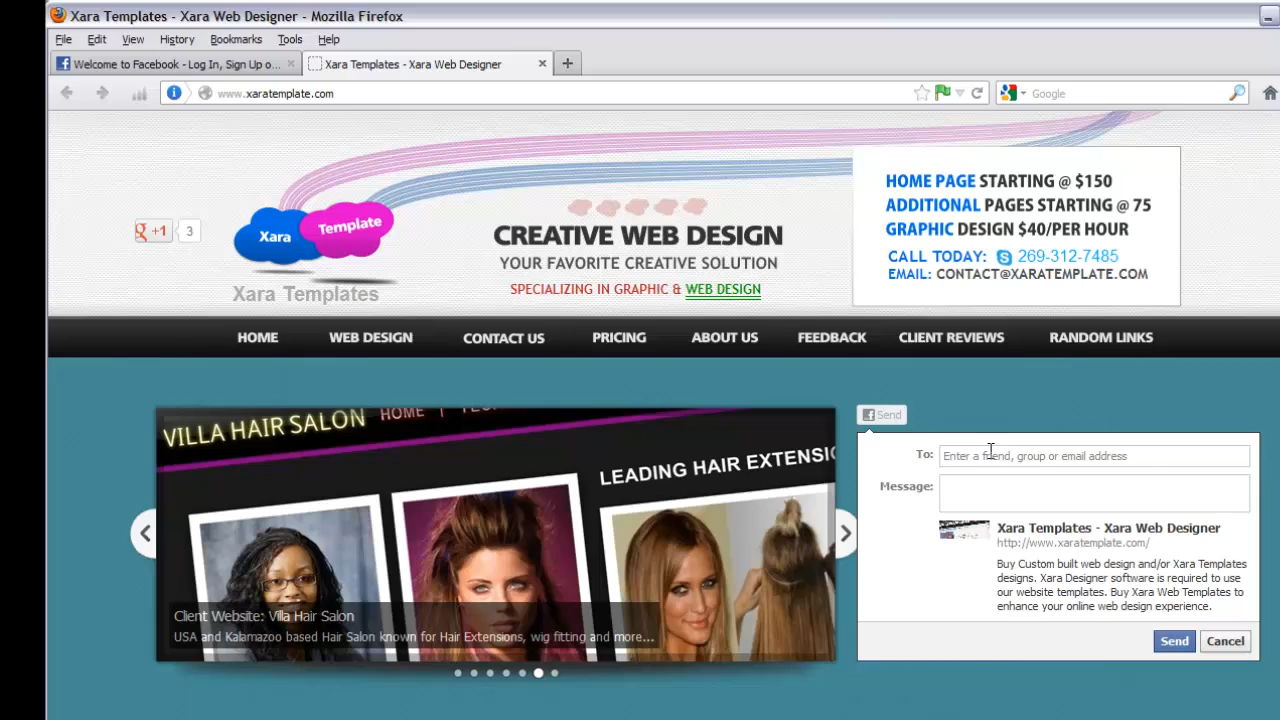 Xara Templates - Xara Web Designer - Mozilla Firefox
File Edit View History Bookmarks Tools Help
Welcome to Facebook - Log In, Sign Up o...
Xara Templates - Xara Web Designer
www.xaratemplate.com
Google
HOME PAGE STARTING @ $150
ADDITIONAL PAGES STARTING @ 75
GRAPHIC DESIGN $40/PER HOUR
CALL TODAY: 269-312-7485
EMAIL: CONTACT@XARATEMPLATE.COM
+1 3
Xara Template
Xara Templates
CREATIVE WEB DESIGN
YOUR FAVORITE CREATIVE SOLUTION
SPECIALIZING IN GRAPHIC & WEB DESIGN
HOME WEB DESIGN CONTACT US PRICING ABOUT US FEEDBACK CLIENT REVIEWS RANDOM LINKS
VILLA HAIR SALON
HOME |
LEADING HAIR EXTENSIO
Client Website: Villa Hair Salon
USA and Kalamazoo based Hair Salon known for Hair Extensions, wig fitting and more...
Send
To: Enter a friend, group or email address
Message:
Xara Templates - Xara Web Designer
http://www.xaratemplate.com/
Buy Custom built web design and/or Xara Templates
designs. Xara Designer software is required to use
our website templates. Buy Xara Web Templates to
enhance your online web design experience.
Send Cancel